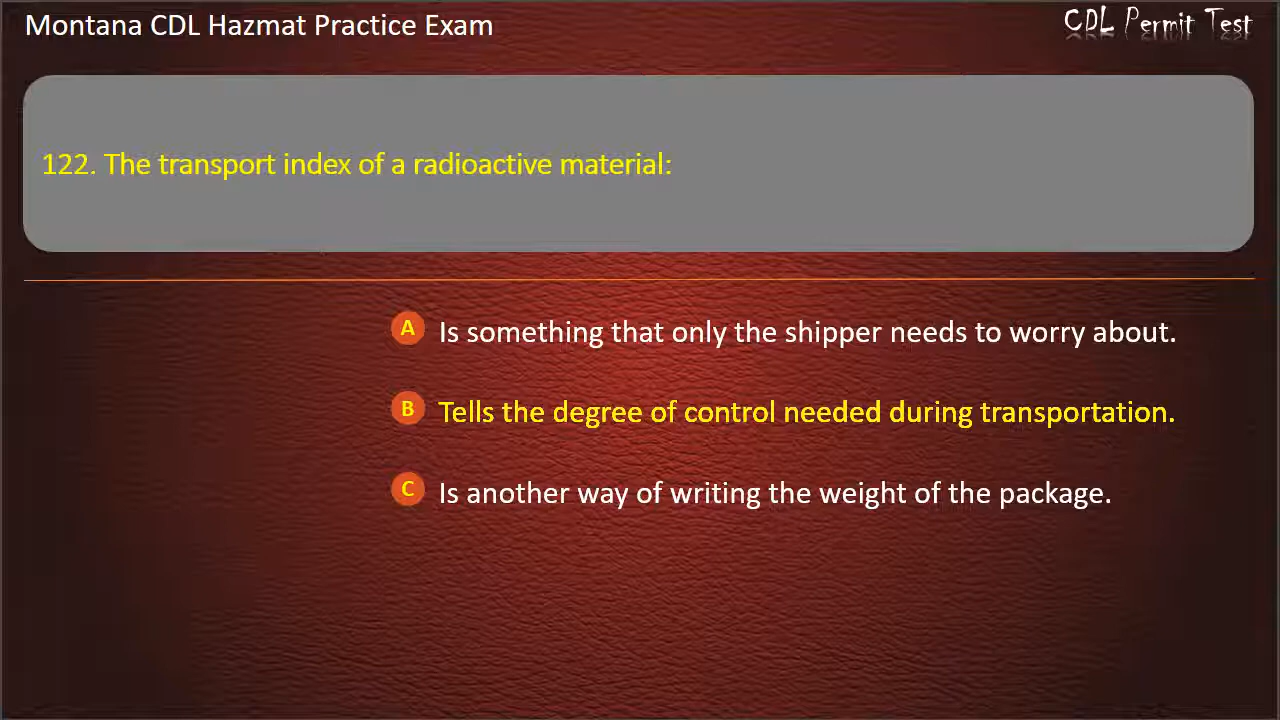 Montana CDL Hazmat Practice Exam
CDL Permit Test
122. The transport index of a radioactive material:
A Is something that only the shipper needs to worry about.
B Tells the degree of control needed during transportation.
C Is another way of writing the weight of the package.